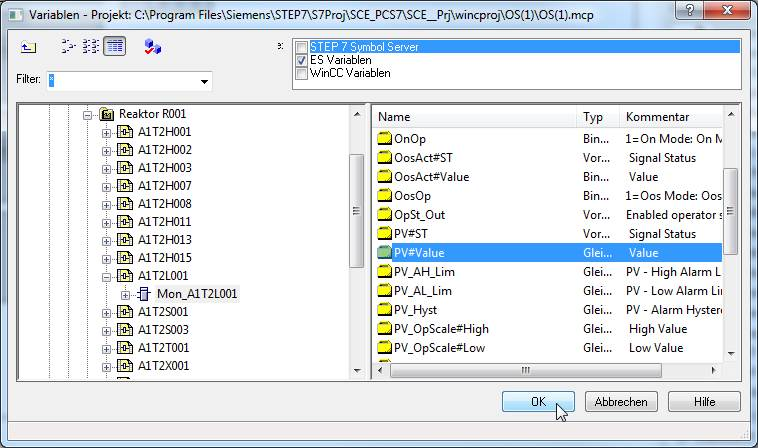 Variablen - Projekt: C:\Program Files\Siemens\STEP7\S7Proj\SCE_PCS7\SCE__Prj\wincproj\OS(1)\OS(1).mcp
STEP 7 Symbol Server
ES Variablen
WinCC Variablen
Filter: *
Reaktor R001
A1T2H001
A1T2H002
A1T2H003
A1T2H007
A1T2H008
A1T2H011
A1T2H013
A1T2H015
A1T2L001
Mon_A1T2L001
A1T2S001
A1T2S003
A1T2T001
A1T2X001
Name Typ Kommentar
OnOp Bin... 1=On Mode: On M
OosAct#ST Vor... Signal Status
OosAct#Value Vor... Value
OosOp Bin... 1=Oos Mode: Oos
OpSt_Out Vor... Enabled operator s
PV#ST Vor... Signal Status
PV#Value Glei... Value
PV_AH_Lim Glei... PV - High Alarm L
PV_AL_Lim Glei... PV - Low Alarm Lin
PV_Hyst Glei... PV - Alarm Hystere
PV_OpScale#High Glei... High Value
PV_OpScale#Low Glei... Low Value
OK Abbrechen Hilfe